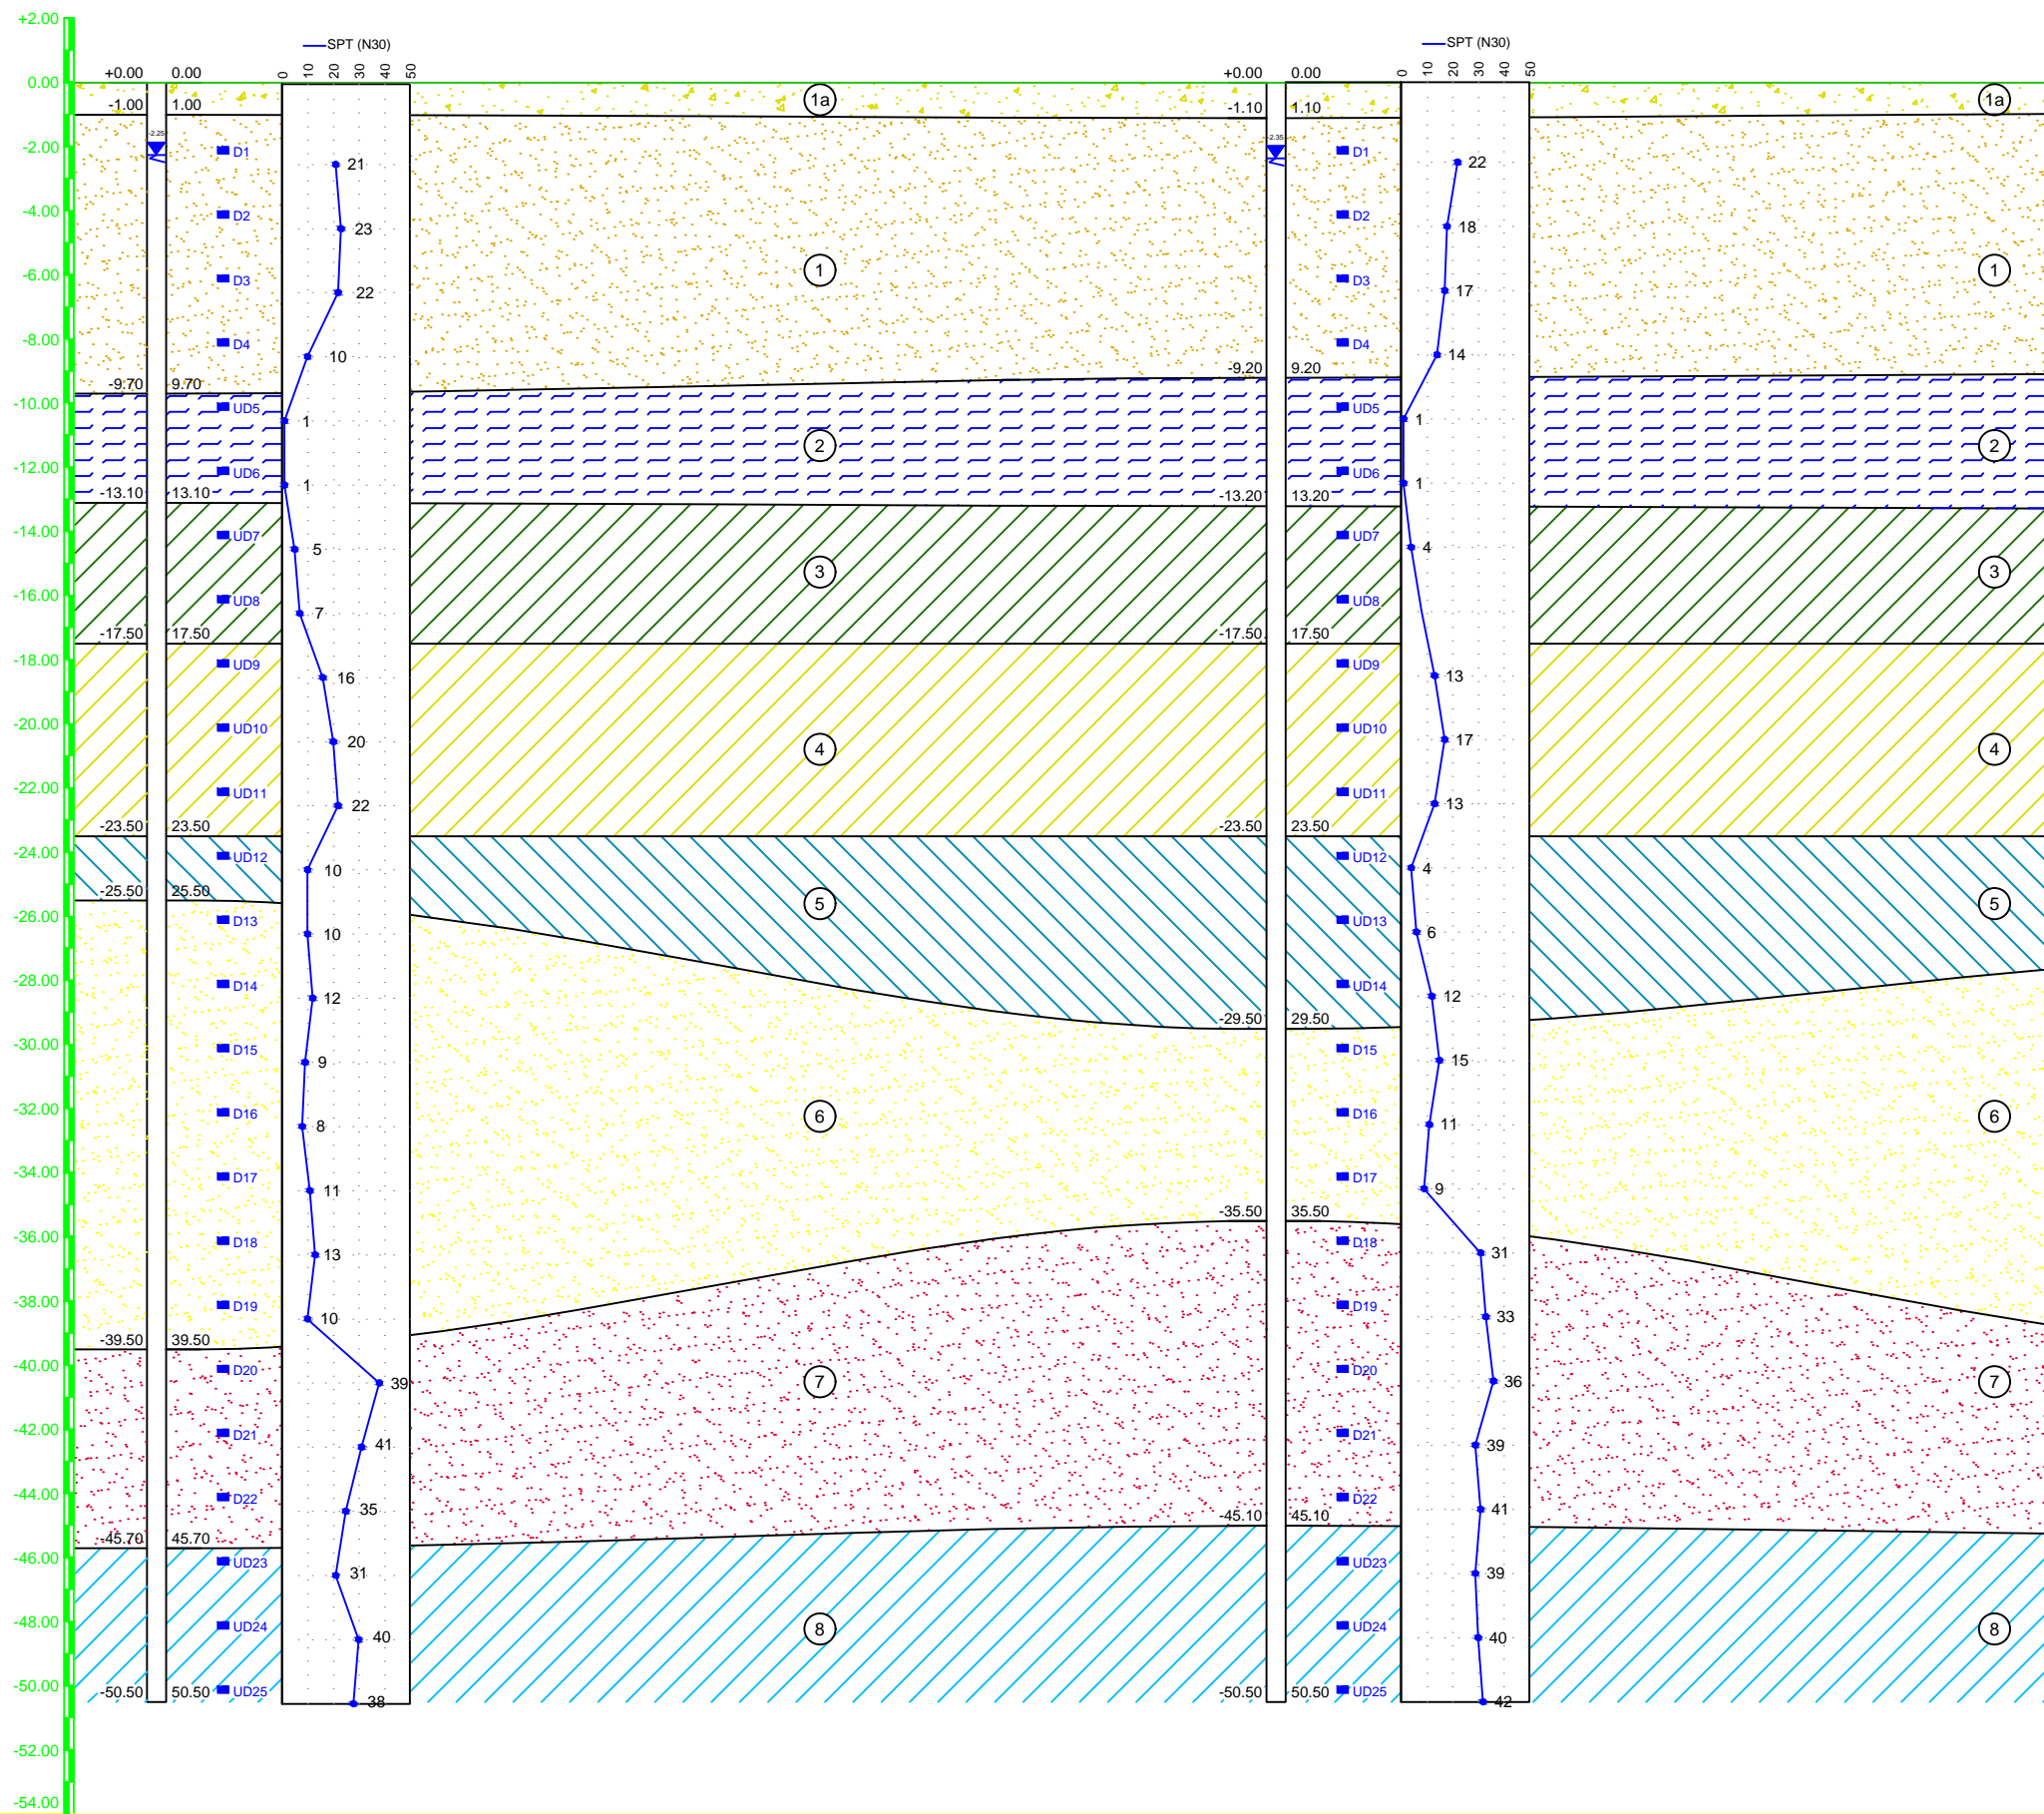 +2.00
SPT (N30)
SPT (N30)
0 10 20 30 40 50
0 10 20 30 40 50
0.00 +0.00 0.00 +0.00 0.00
1a 1a
-1.00 1.00 -1.10 1.10
-2.25 -2.35
-2.00 D1 D1
21 22
-4.00 D2 D2
23 18
-6.00 D3 D3
1 1
22 17
-8.00 D4 D4
10 14
-9.70 9.70 -9.20 9.20
-10.00 UD5 UD5
1 1
2 2
-12.00 UD6 UD6
1 1
-13.10 13.10 -13.20 13.20
-14.00 UD7 UD7
5 4
3 3
-16.00 UD8 UD8
7
-17.50 17.50 -17.50 17.50
-18.00 UD9 UD9
16 13
-20.00 UD10 UD10
20 17
4 4
-22.00 UD11 UD11
22 13
-23.50 23.50 -23.50 23.50
-24.00 UD12 UD12
10 4
-25.50 25.50
5 5
-26.00 D13 UD13
10 6
-28.00 D14 UD14
12 12
-29.50 29.50
-30.00 D15 D15
9 15
-32.00 D16 D16
6 6
8 11
-34.00 D17 D17
11 9
-35.50 35.50
-36.00 D18 D18
13 31
-38.00 D19 D19
10 33
-39.50 39.50
-40.00 D20 D20
39 7 36 7
-42.00 D21 D21
41 39
-44.00 D22 D22
35 41
-45.70 45.70 -45.10 45.10
-46.00 UD23 UD23
31 39
-48.00 UD24 UD24
8 8
40 40
-50.00 UD25 UD25
-50.50 50.50 -50.50 50.50
38 42
-52.00
-54.00